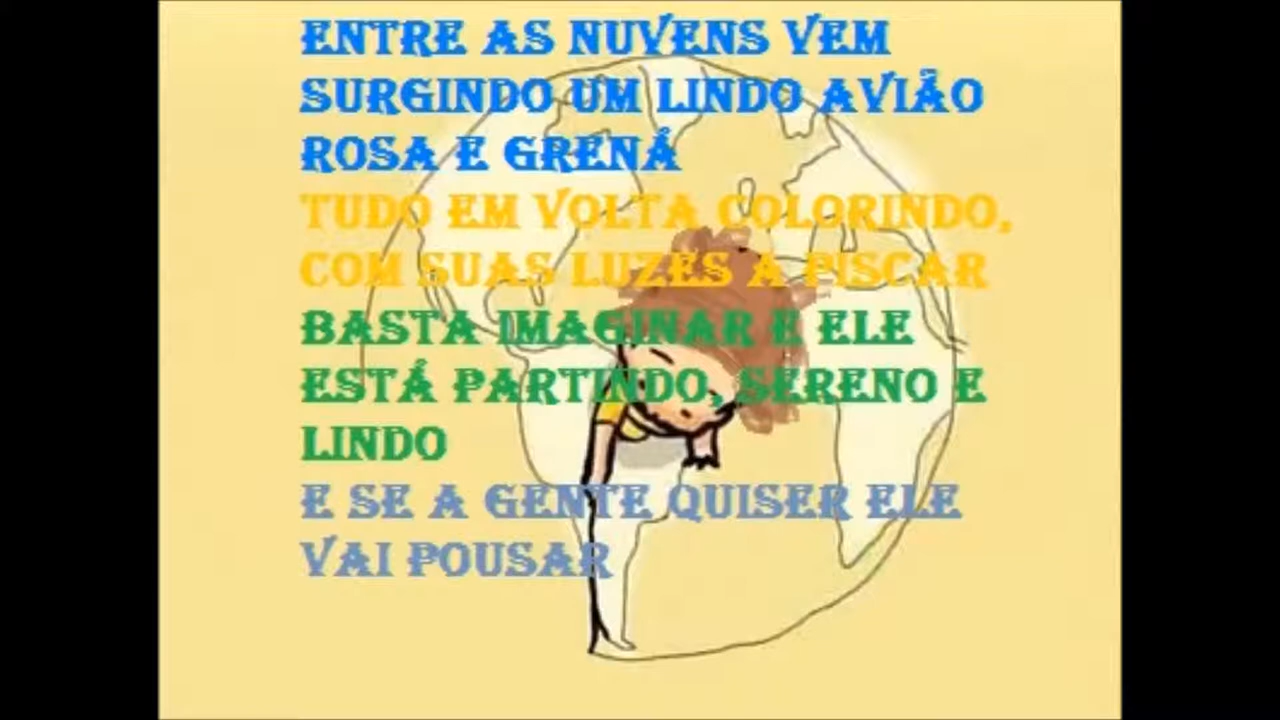 ENTRE AS NUVENS VEM
SURGINDO UM LINDO AVIÃO
ROSA E GRENÁ
TUDO EM VOLTA COLORINDO,
COM SUAS LUZES A PISCAR
BASTA IMAGINAR E ELE
ESTÁ PARTINDO, SERENO E
LINDO
E SE A GENTE QUISER ELE
VAI POUSAR